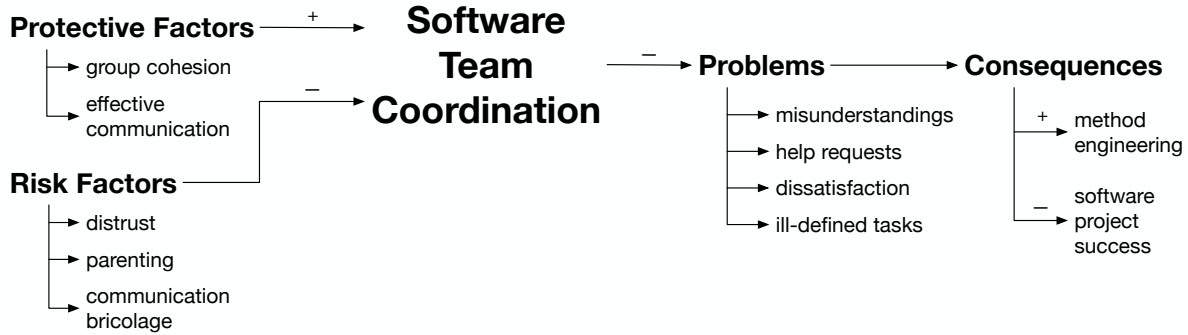 Protective Factors
+
group cohesion
effective
communication
Risk Factors
–
distrust
parenting
communication
bricolage
Software
Team
Coordination
–
Problems
misunderstandings
help requests
dissatisfaction
ill-defined tasks
Consequences
+
method
engineering
–
software
project
success